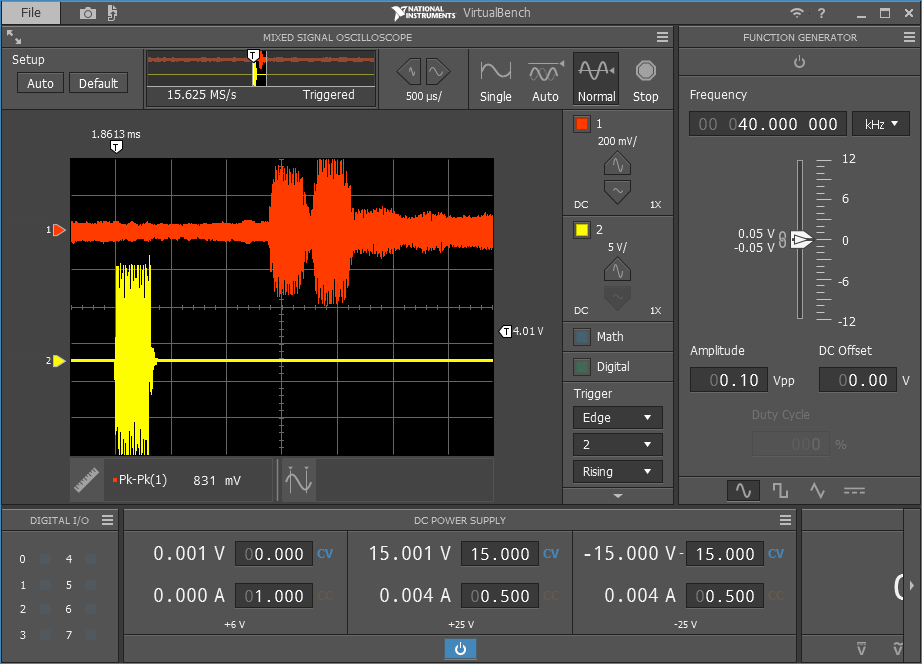 File
NATIONAL INSTRUMENTS VirtualBench
?
MIXED SIGNAL OSCILLOSCOPE
FUNCTION GENERATOR
Setup
Auto Default
T
15.625 MS/s Triggered
500 µs/
Single Auto Normal Stop
Frequency
00 040.000 000 kHz
1.8613 ms
T
1
200 mV/
DC 1X
2
5 V/
DC 1X
1
2
T 4.01 V
Math
Digital
Trigger
Edge
2
Rising
Pk-Pk(1) 831 mV
12
6
0
-6
-12
0.05 V
-0.05 V
Amplitude DC Offset
00.10 Vpp 00.00 V
Duty Cycle
000 %
DIGITAL I/O
0 4
1 5
2 6
3 7
DC POWER SUPPLY
0.001 V 00.000 CV 15.001 V 15.000 CV -15.000 V - 15.000 CV
0.000 A 01.000 CC 0.004 A 00.500 CC 0.004 A 00.500 CC
+6 V +25 V -25 V
V V